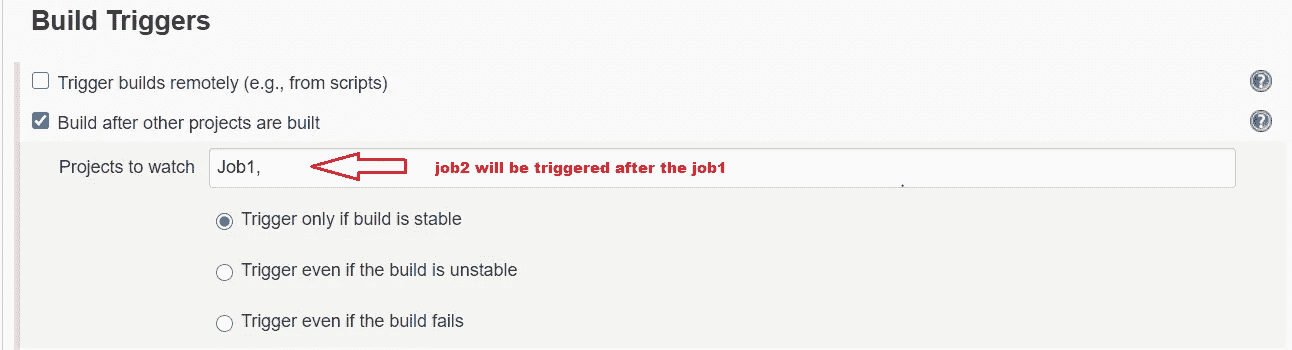 Build Triggers
Trigger builds remotely (e.g., from scripts)
?
Build after other projects are built
?
Projects to watch Job1, job2 will be triggered after the job1
Trigger only if build is stable
Trigger even if the build is unstable
Trigger even if the build fails